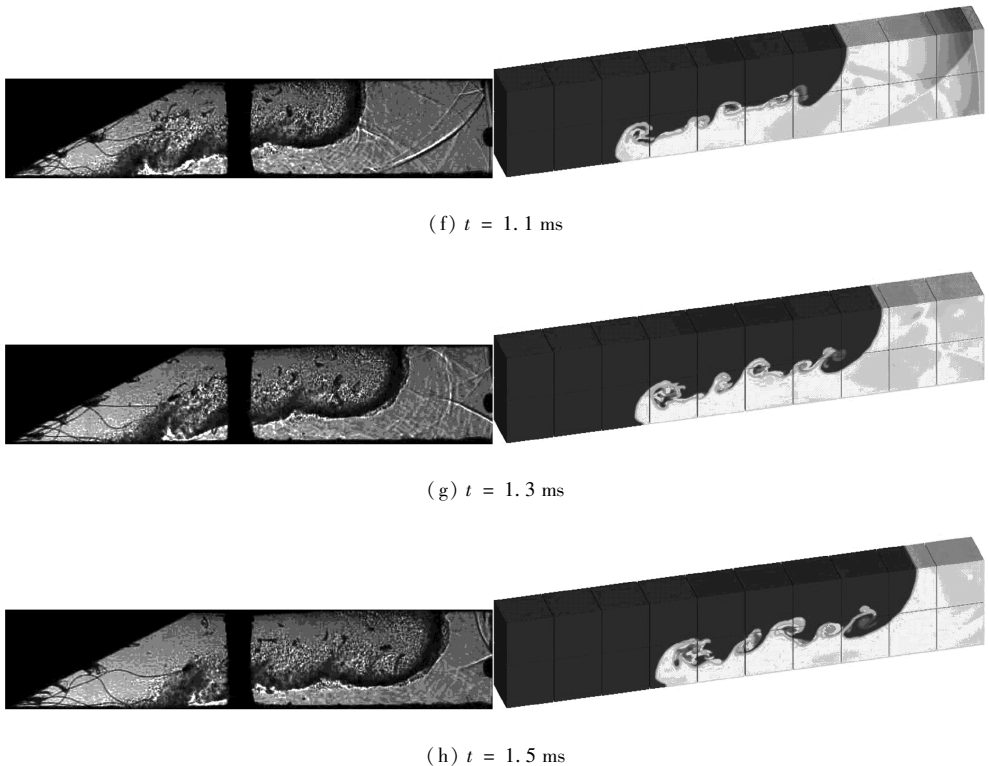 (f) t = 1. 1 ms
(g) t = 1. 3 ms
(h) t = 1. 5 ms